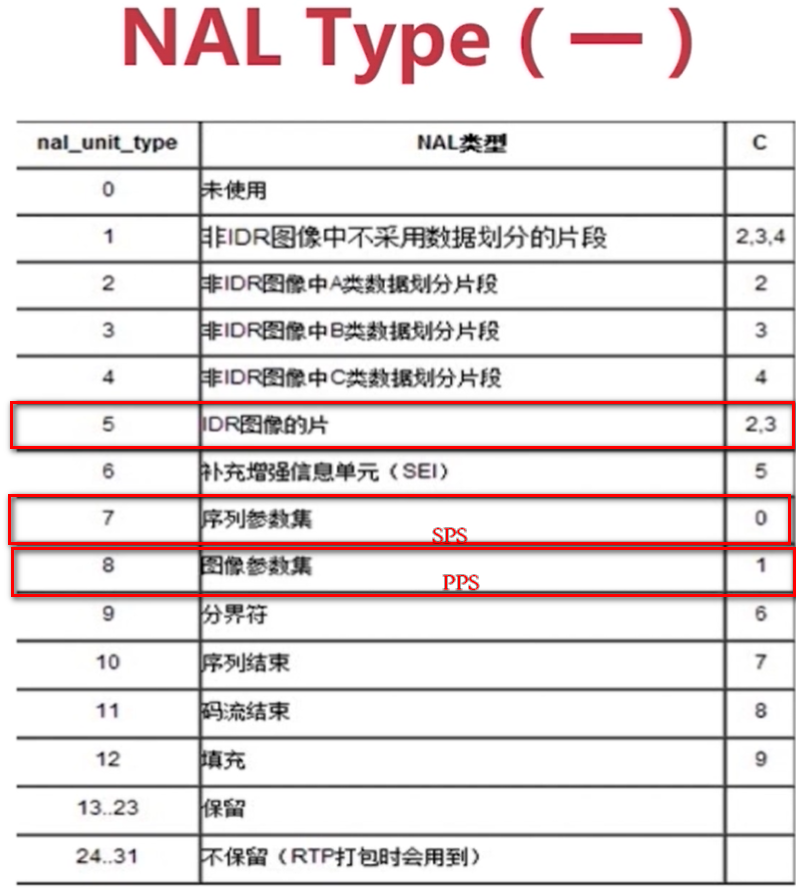 NAL Type（一）
nal_unit_type NAL类型 C
0 未使用
1 非IDR图像中不采用数据划分的片段 2,3,4
2 非IDR图像中A类数据划分片段 2
3 非IDR图像中B类数据划分片段 3
4 非IDR图像中C类数据划分片段 4
5 IDR图像的片 2,3
6 补充增强信息单元（SEI） 5
7 序列参数集 SPS 0
8 图像参数集 PPS 1
9 分界符 6
10 序列结束 7
11 码流结束 8
12 填充 9
13..23 保留
24..31 不保留（RTP打包时会用到）